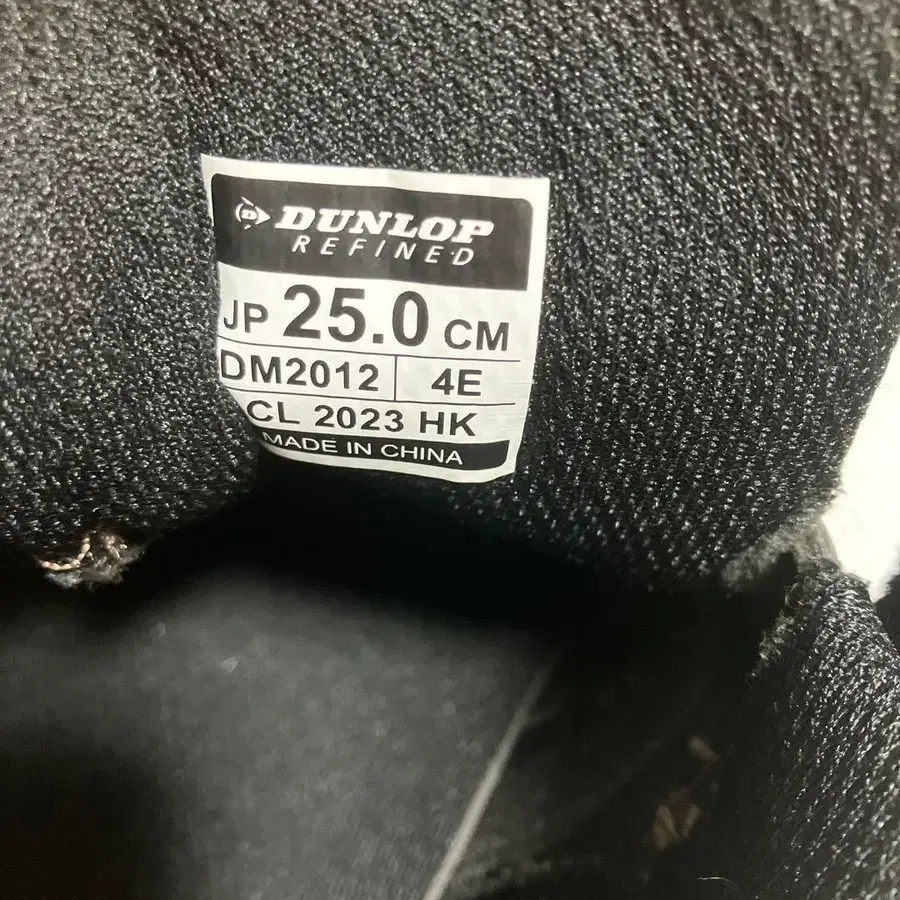 DUNLOP
REFINED
JP 25.0 CM
DM2012 4E
CL 2023 HK
MADE IN CHINA